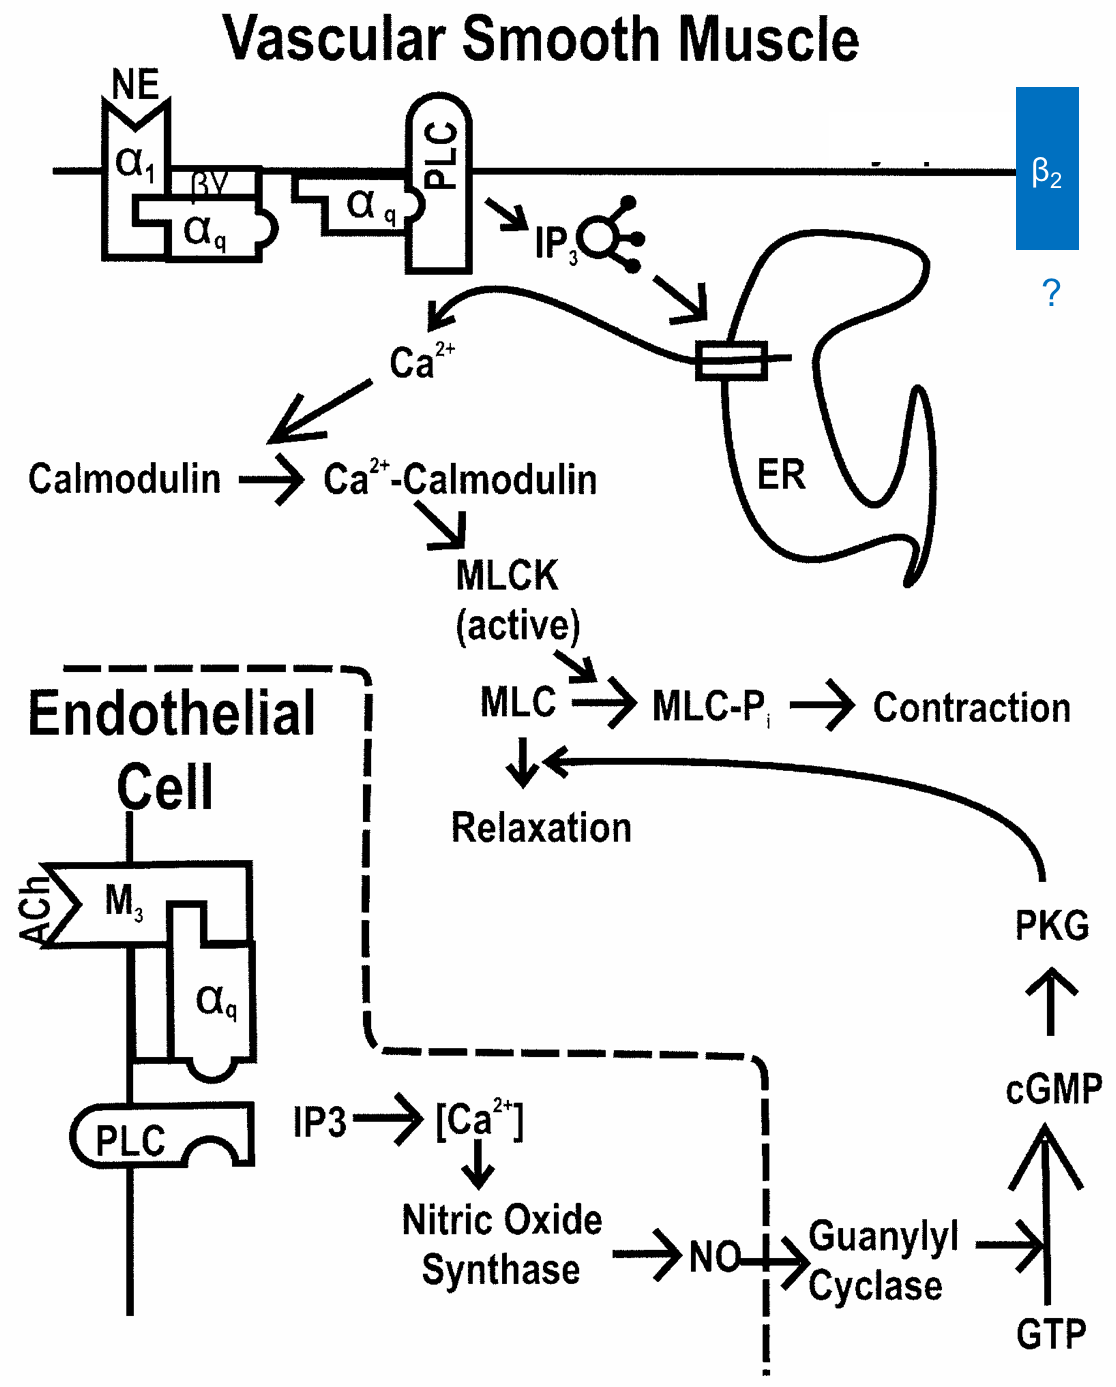 Vascular Smooth Muscle
NE
α1
βγ
αq
αq
PLC
IP3
β2
?
Ca2+
Calmodulin
Ca2+-Calmodulin
ER
MLCK
(active)
MLC
MLC-Pi
Contraction
Relaxation
Endothelial
Cell
ACh
M3
αq
PLC
IP3
[Ca2+]
Nitric Oxide
Synthase
NO
Guanylyl
Cyclase
PKG
cGMP
GTP